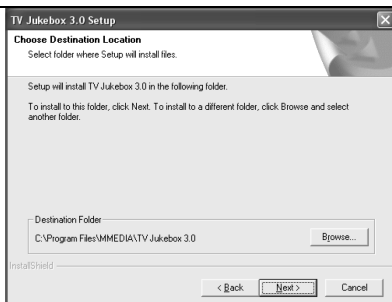 TV Jukebox 3.0 Setup
Choose Destination Location
Select folder where Setup will install files.
Setup will install TV Jukebox 3.0 in the following folder.
To install to this folder, click Next. To install to a different folder, click Browse and select
another folder.
Destination Folder
C:\Program Files\MMEDIA\TV Jukebox 3.0
Browse...
InstallShield
< Back
Next >
Cancel